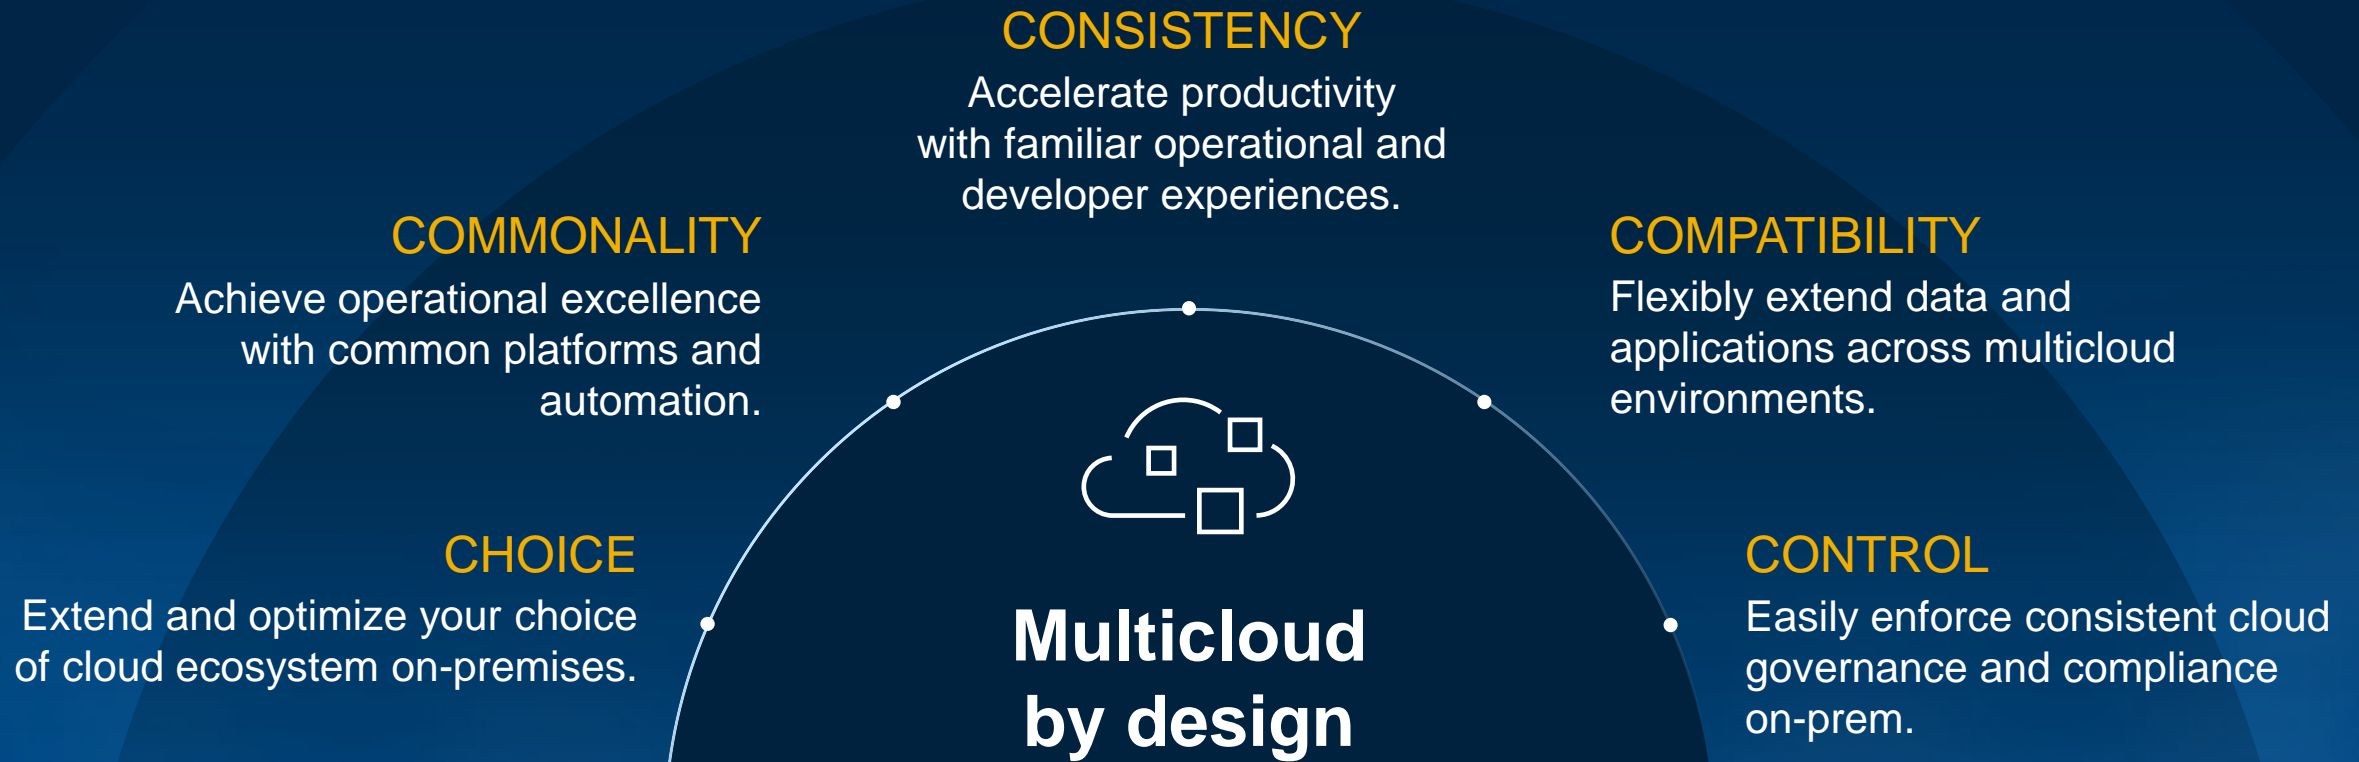 CONSISTENCY
Accelerate productivity
with familiar operational and
developer experiences.
COMMONALITY
Achieve operational excellence
with common platforms and
automation.
COMPATIBILITY
Flexibly extend data and
applications across multicloud
environments.
CHOICE
Extend and optimize your choice
of cloud ecosystem on-premises.
Multicloud
by design
CONTROL
Easily enforce consistent cloud
governance and compliance
on-prem.